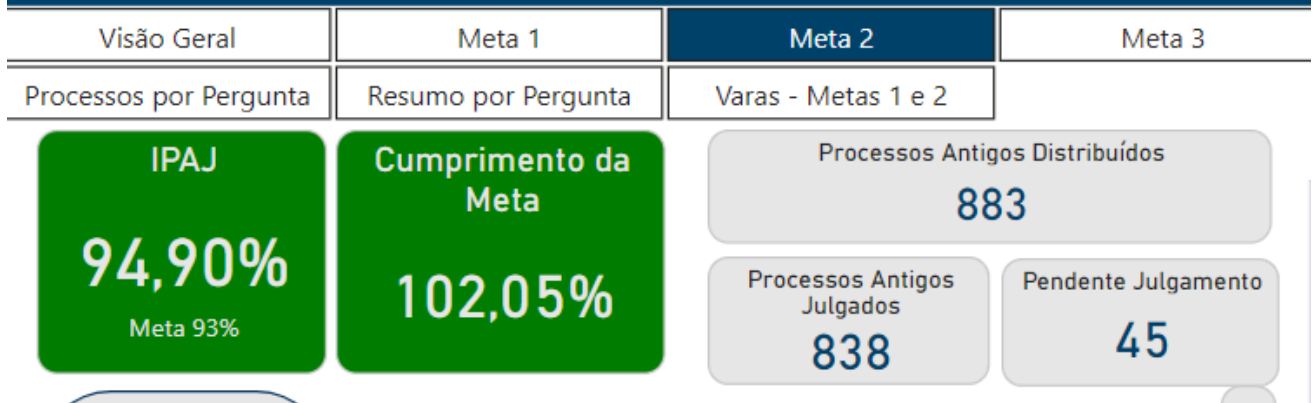 Visão Geral
Meta 1
Meta 2
Meta 3
Processos por Pergunta
Resumo por Pergunta
Varas - Metas 1 e 2
IPAJ
94,90%
Meta 93%
Cumprimento da
Meta
102,05%
Processos Antigos Distribuídos
883
Processos Antigos
Julgados
838
Pendente Julgamento
45